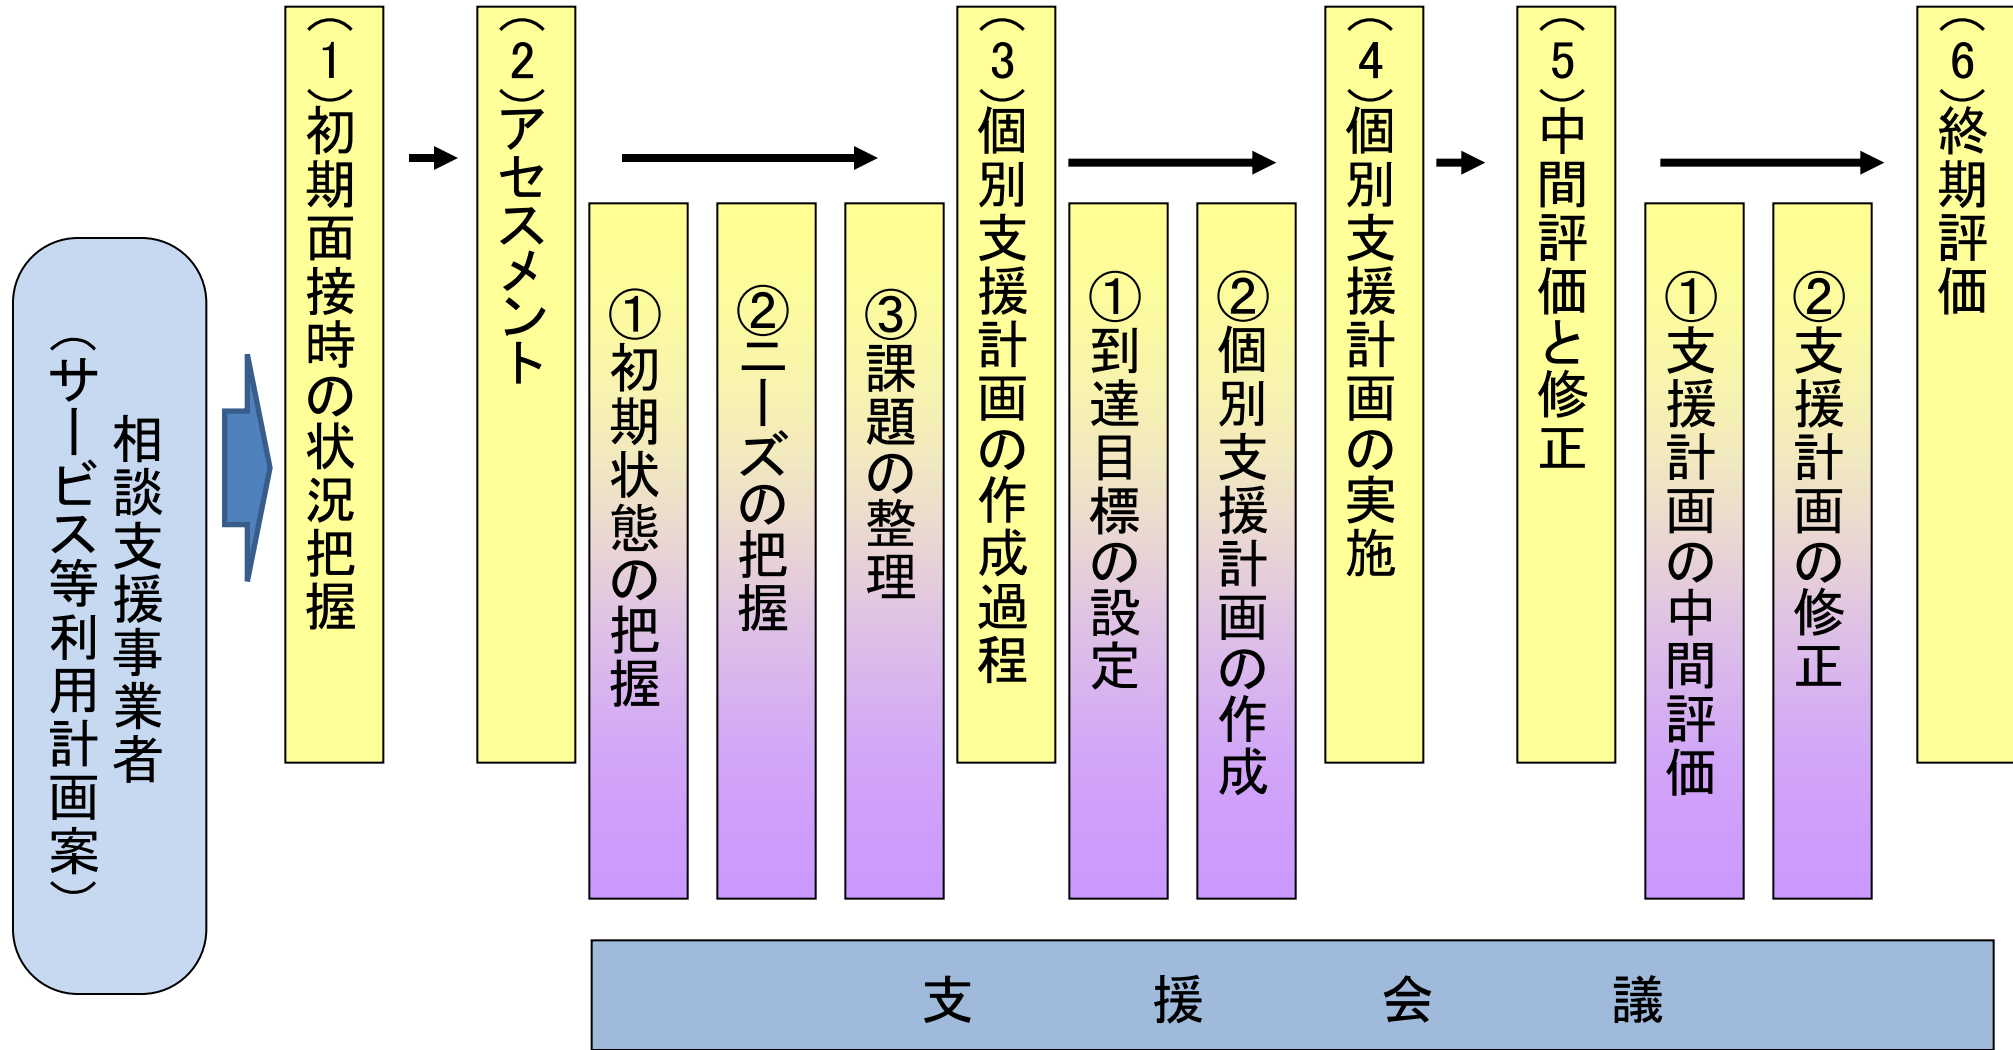 相談支援事業者
（サービス等利用計画案）
（１）初期面接時の状況把握
（２）アセスメント
①初期状態の把握
②ニーズの把握
③課題の整理
（３）個別支援計画の作成過程
①到達目標の設定
②個別支援計画の作成
（４）個別支援計画の実施
（５）中間評価と修正
①支援計画の中間評価
②支援計画の修正
（６）終期評価
支援会議